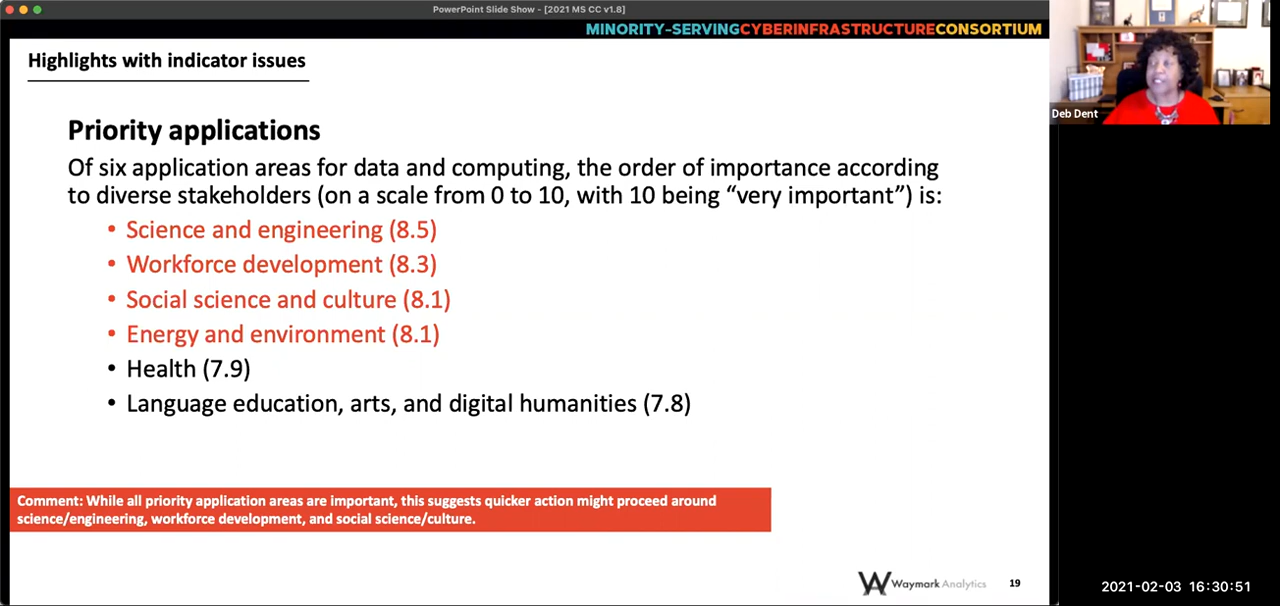 PowerPoint Slide Show - [2021 MS CC v1.8]
MINORITY-SERVINGCYBERINFRASTRUCTURECONSORTIUM
Highlights with indicator issues
Deb Dent
Priority applications
Of six application areas for data and computing, the order of importance according
to diverse stakeholders (on a scale from 0 to 10, with 10 being “very important”) is:
• Science and engineering (8.5)
• Workforce development (8.3)
• Social science and culture (8.1)
• Energy and environment (8.1)
• Health (7.9)
• Language education, arts, and digital humanities (7.8)
Comment: While all priority application areas are important, this suggests quicker action might proceed around
science/engineering, workforce development, and social science/culture.
Waymark Analytics
19
2021-02-03 16:30:51